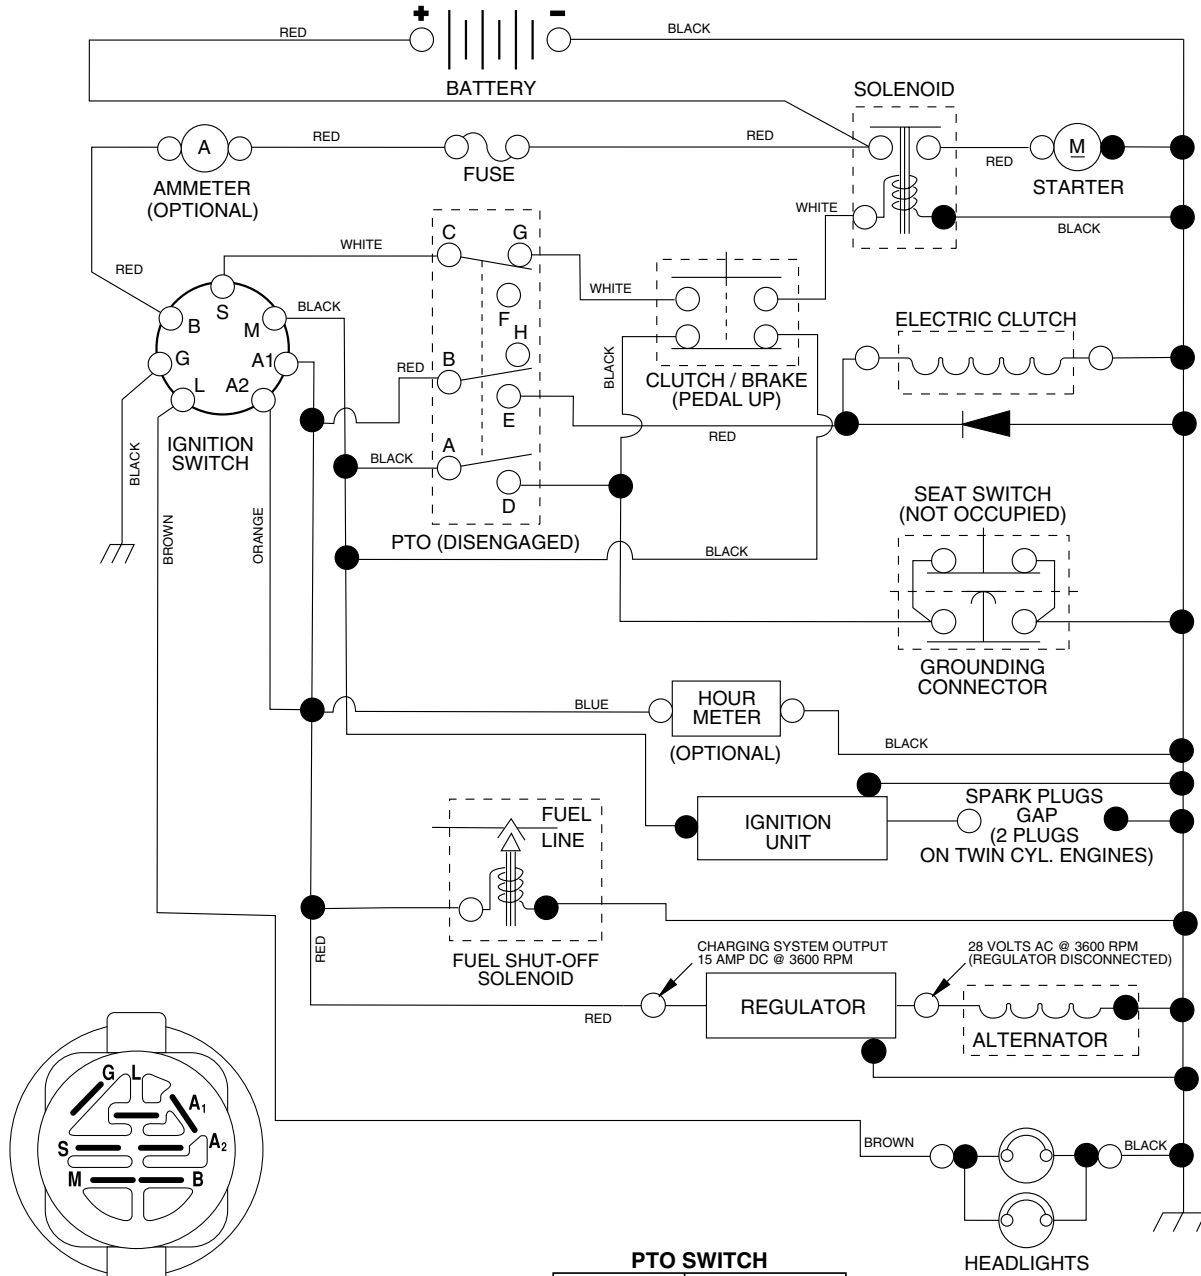 + -
RED
BLACK
BATTERY
SOLENOID
A
RED
RED
RED
M
FUSE
AMMETER
(OPTIONAL)
STARTER
WHITE
BLACK
C G
WHITE
RED
S
BLACK
WHITE
B
M
F
G
A1
L
A2
H
B
RED
E
BLACK
ELECTRIC CLUTCH
CLUTCH / BRAKE
(PEDAL UP)
RED
IGNITION
SWITCH
A
BLACK
D
BLACK
BROWN
ORANGE
PTO (DISENGAGED)
BLACK
SEAT SWITCH
(NOT OCCUPIED)
GROUNDING
CONNECTOR
BLUE
HOUR
METER
(OPTIONAL)
BLACK
IGNITION
UNIT
SPARK PLUGS
GAP
(2 PLUGS
ON TWIN CYL. ENGINES)
FUEL
LINE
FUEL SHUT-OFF
SOLENOID
RED
CHARGING SYSTEM OUTPUT
15 AMP DC @ 3600 RPM
28 VOLTS AC @ 3600 RPM
(REGULATOR DISCONNECTED)
RED
REGULATOR
ALTERNATOR
G L
A1
S
A2
M
B
BROWN
BLACK
HEADLIGHTS
PTO SWITCH